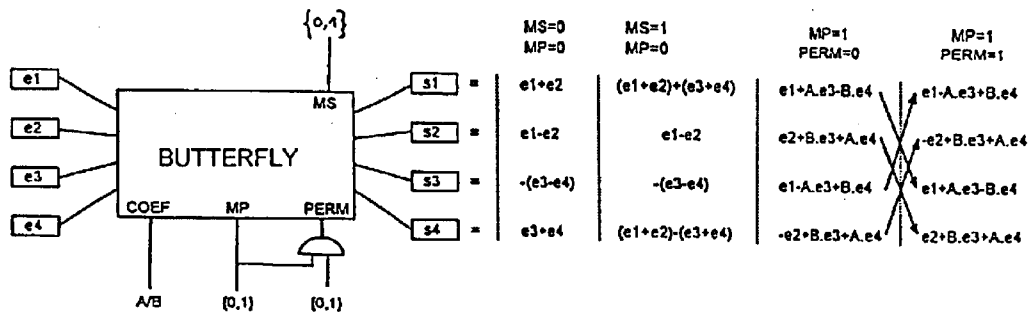 {0,1}
MS=0 MS=1 MP=1 MP=1
MP=0 MP=0 PERM=0 PERM=1
e1 MS s1 = e1+e2 (e1+e2)+(e3+e4) e1+A.e3-B.e4 e1-A.e3+B.e4
e2 s2 = e1-e2 e1-e2 e2+B.e3+A.e4 -e2+B.e3+A.e4
BUTTERFLY
e3 s3 = -(e3-e4) -(e3-e4) e1-A.e3+B.e4 e1+A.e3-B.e4
COEF MP PERM
e4 s4 = e3+e4 (e1+e2)-(e3+e4) -e2+B.e3+A.e4 e2+B.e3+A.e4
A/B {0,1} {0,1}